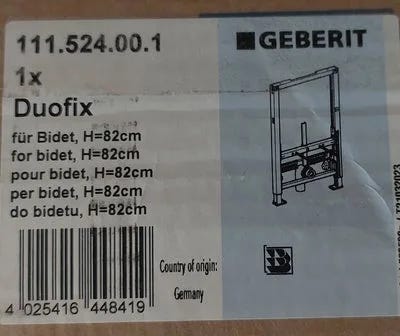 111.524.00.1
GEBERIT
1x
Duofix
für Bidet, H=82cm
for bidet, H=82cm
pour bidet, H=82cm
per bidet, H=82cm
do bidetu, H=82cm
Country of origin:
Germany
4 025416 448419